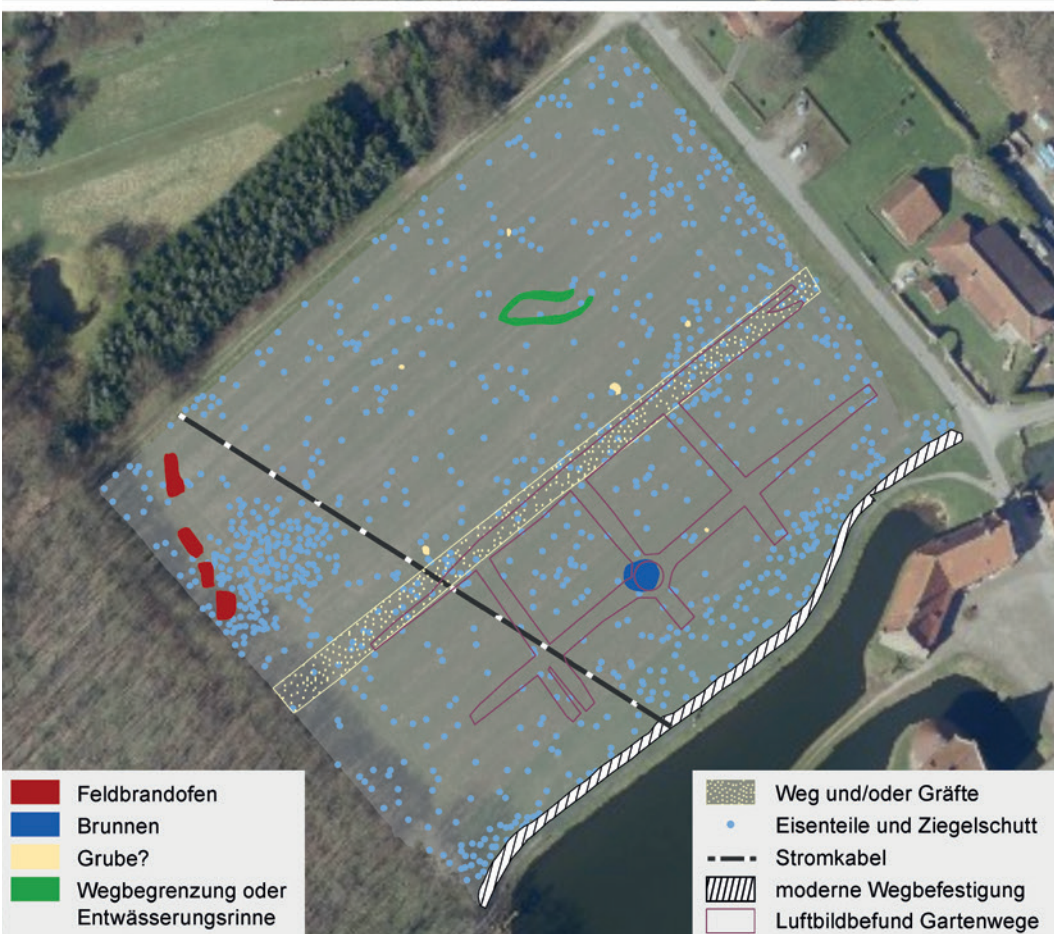 Feldbrandofen
Brunnen
Grube?
Wegbegrenzung oder
Entwässerungsrinne
Weg und/oder Gräfte
Eisenteile und Ziegelschutt
Stromkabel
moderne Wegbefestigung
Luftbildbefund Gartenwege